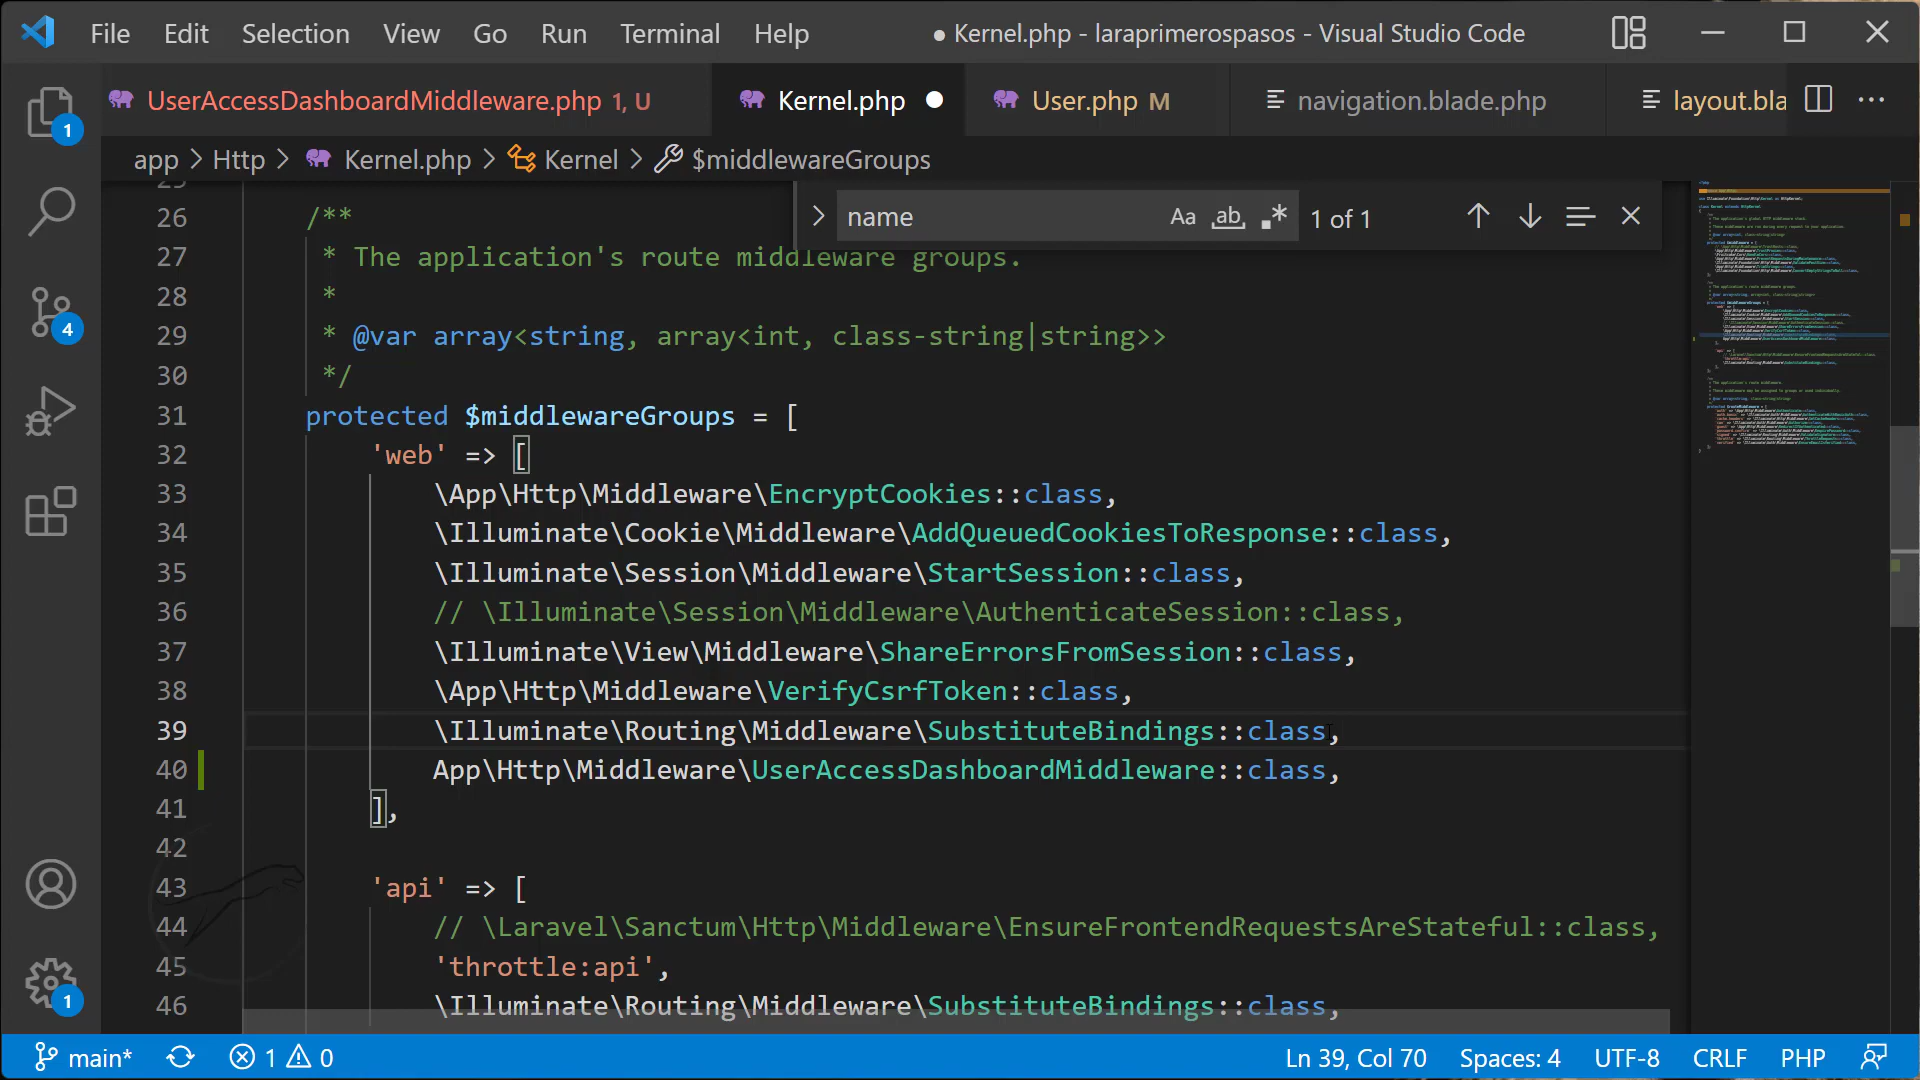 File Edit Selection View Go Run Terminal Help ● Kernel.php - laraprimerospasos - Visual Studio Code
UserAccessDashboardMiddleware.php 1, U Kernel.php User.php M navigation.blade.php layout.bla
app > Http > Kernel.php > Kernel > $middlewareGroups
name Aa ab .* 1 of 1
26 /**
27 * The application's route middleware groups.
28 *
29 * @var array<string, array<int, class-string|string>>
30 */
31 protected $middlewareGroups = [
32 'web' => [
33 \App\Http\Middleware\EncryptCookies::class,
34 \Illuminate\Cookie\Middleware\AddQueuedCookiesToResponse::class,
35 \Illuminate\Session\Middleware\StartSession::class,
36 // \Illuminate\Session\Middleware\AuthenticateSession::class,
37 \Illuminate\View\Middleware\ShareErrorsFromSession::class,
38 \App\Http\Middleware\VerifyCsrfToken::class,
39 \Illuminate\Routing\Middleware\SubstituteBindings::class,
40 App\Http\Middleware\UserAccessDashboardMiddleware::class,
41 ],
42
43 'api' => [
44 // \Laravel\Sanctum\Http\Middleware\EnsureFrontendRequestsAreStateful::class,
45 'throttle:api',
46 \Illuminate\Routing\Middleware\SubstituteBindings::class,
1
4
1
main* 1 0 Ln 39, Col 70 Spaces: 4 UTF-8 CRLF PHP